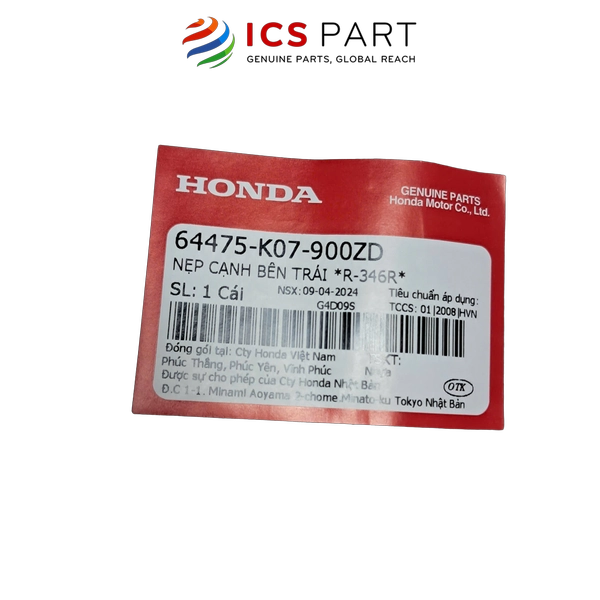 ICS PART
GENUINE PARTS, GLOBAL REACH
HONDA
GENUINE PARTS
Honda Motor Co., Ltd.
64475-K07-900ZD
NẸP CẠNH BÊN TRÁI *R-346R*
SL: 1 Cái
NSX: 09-04-2024
Tiêu chuẩn áp dụng:
G4D09S
TCCS: 01|2008|HVN
Đóng gói tại: Cty Honda Việt Nam
Phúc Thắng, Phúc Yên, Vĩnh Phúc
Nhựa
Được sự cho phép của Cty Honda Nhật Bản
OTK
Đ.C 1-1, Minami Aoyama 2-chome Minato-ku Tokyo Nhật Bản